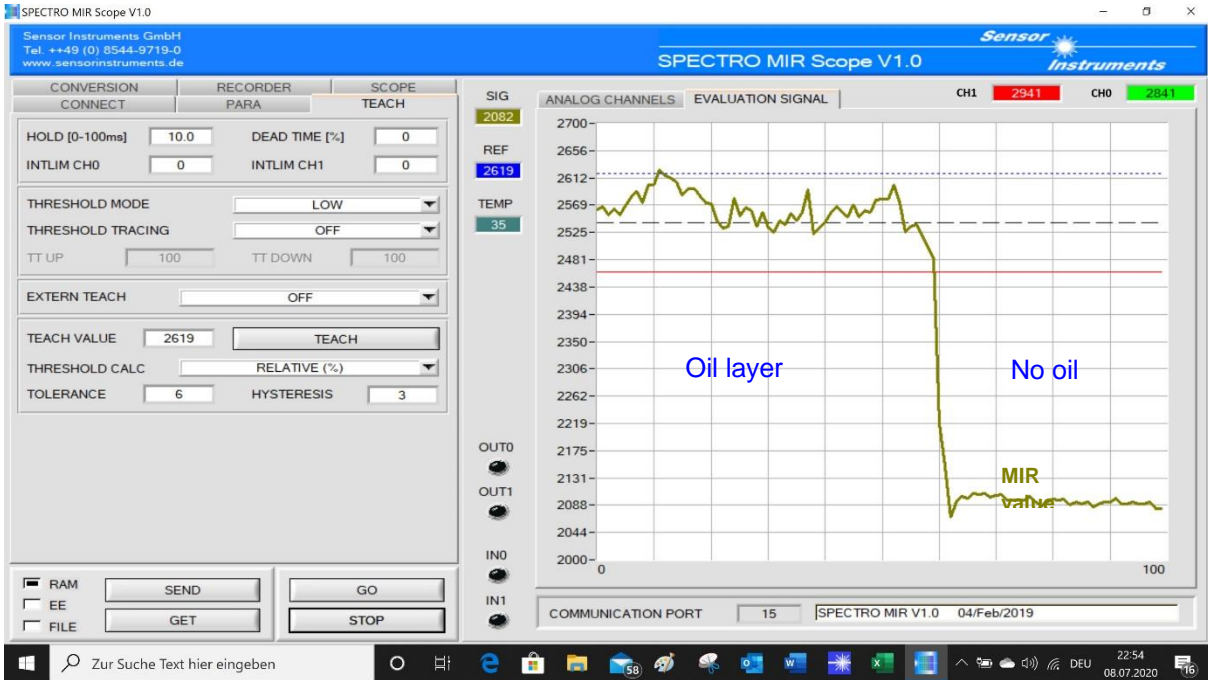 SPECTRO MIR Scope V1.0
Sensor Instruments GmbH
Tel. ++49 (0) 8544-9719-0
www.sensorinstruments.de
SPECTRO MIR Scope V1.0
Sensor
Instruments
CONVERSION RECORDER SCOPE
CONNECT PARA TEACH
HOLD [0-100ms] 10.0 DEAD TIME [%] 0
INTLIM CH0 0 INTLIM CH1 0
THRESHOLD MODE LOW
THRESHOLD TRACING OFF
TT UP 100 TT DOWN 100
EXTERN TEACH OFF
TEACH VALUE 2619 TEACH
THRESHOLD CALC RELATIVE (%)
TOLERANCE 6 HYSTERESIS 3
RAM
EE
FILE
SEND
GET
GO
STOP
SIG
2082
REF
2619
TEMP
35
OUT0
OUT1
IN0
IN1
ANALOG CHANNELS EVALUATION SIGNAL CH1 2941 CH0 2841
2700
2656
2612
2569
2525
2481
2438
2394
2350
2306
2262
2219
2175
2131
2088
2044
2000
0 100
Oil layer
No oil
MIR
value
COMMUNICATION PORT 15 SPECTRO MIR V1.0 04/Feb/2019
Zur Suche Text hier eingeben
58
DEU
22:54
08.07.2020
16